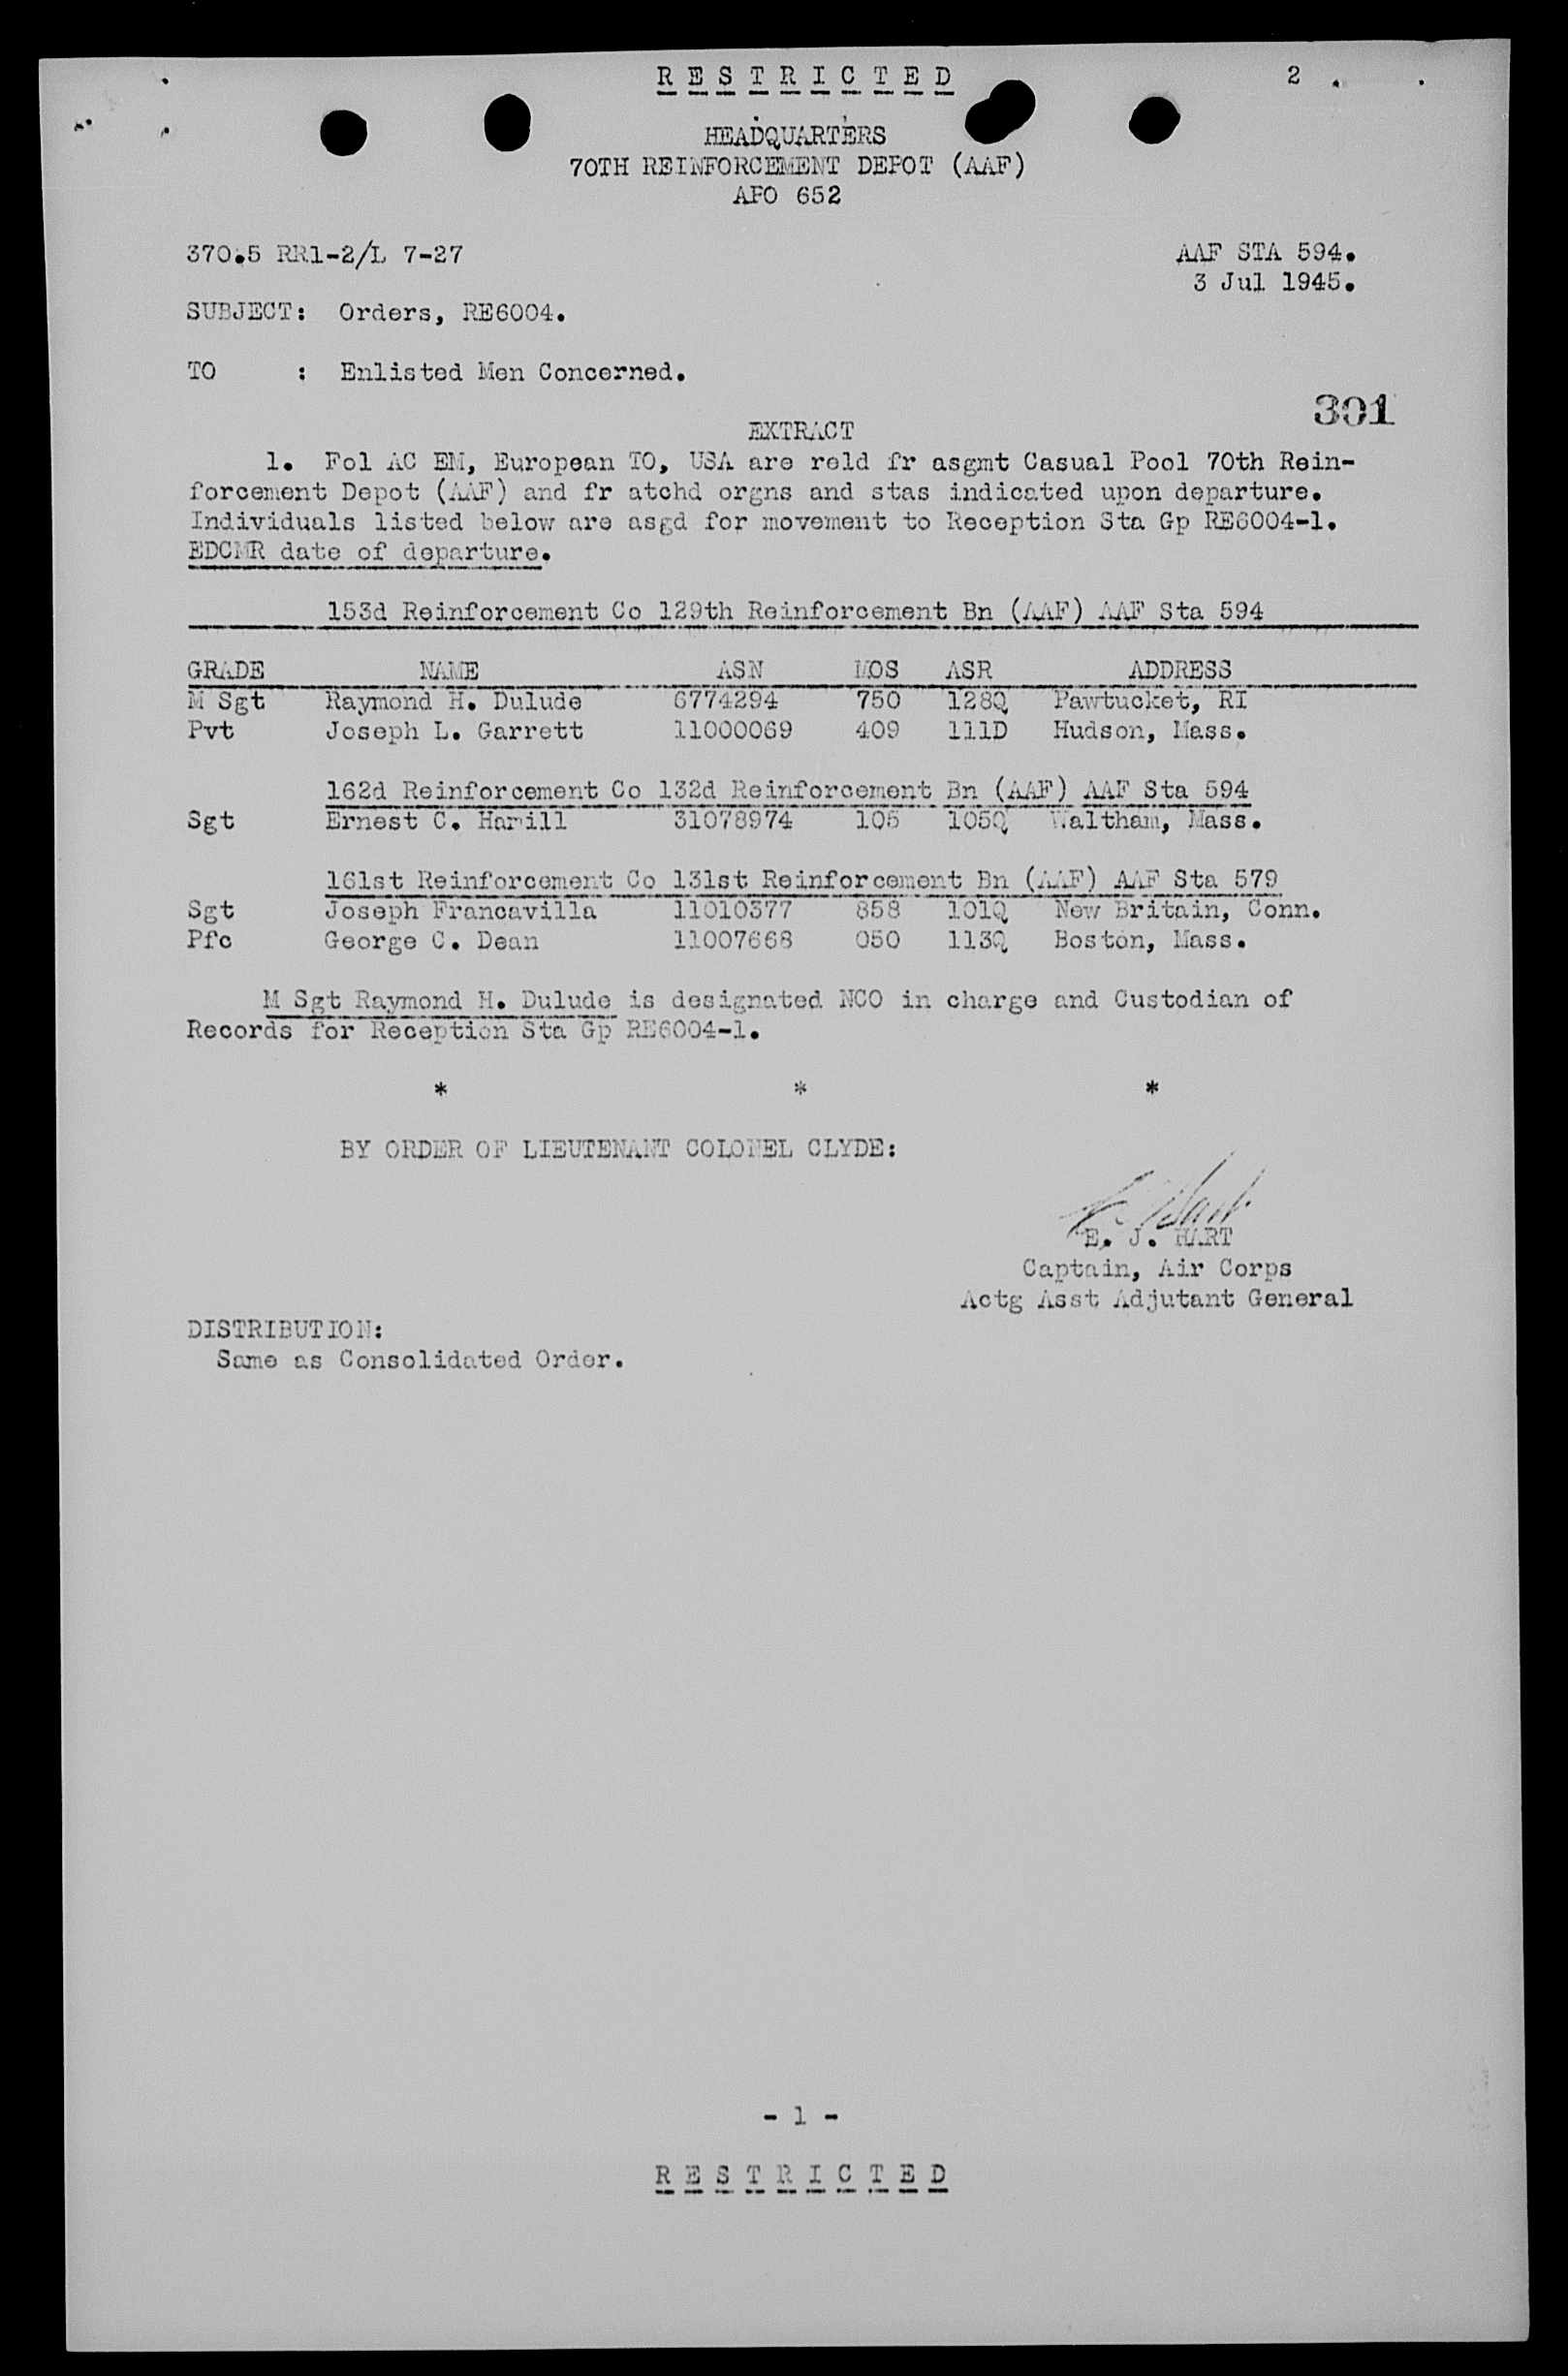 RESTRICTED
2
HEADQUARTERS
70TH REINFORCEMENT DEPOT (AAF)
APO 652
370.5 RR1-2/L 7-27
AAF STA 594.
3 Jul 1945.
SUBJECT: Orders, RE6004.
TO : Enlisted Men Concerned.
301
EXTRACT
1. Fol AC EM, European TO, USA are reld fr asgmt Casual Pool 70th Rein-
forcement Depot (AAF) and fr atchd orgns and stas indicated upon departure.
Individuals listed below are asgd for movement to Reception Sta Gp RE6004-1.
EDCMR date of departure.
153d Reinforcement Co 129th Reinforcement Bn (AAF) AAF Sta 594
GRADE NAME ASN MOS ASR ADDRESS
M Sgt Raymond H. Dulude 6774294 750 128Q Pawtucket, RI
Pvt Joseph L. Garrett 11000069 409 111D Hudson, Mass.
162d Reinforcement Co 132d Reinforcement Bn (AAF) AAF Sta 594
Sgt Ernest C. 31078974 105 105Q Waltham, Mass.
161st Reinforcement Co 131st Reinforcement Bn (AAF) AAF Sta 579
Sgt Joseph Francavilla 11010377 858 101Q New Britain, Conn.
Pfc George C. Dean 11007668 050 113Q Boston, Mass.
M Sgt Raymond H. Dulude is designated NCO in charge and Custodian of
Records for Reception Sta Gp RE6004-1.
* * *
BY ORDER OF LIEUTENANT COLONEL CLYDE:
E. J. HART
Captain, Air Corps
Actg Asst Adjutant General
DISTRIBUTION:
Same as Consolidated Order.
- 1 -
RESTRICTED